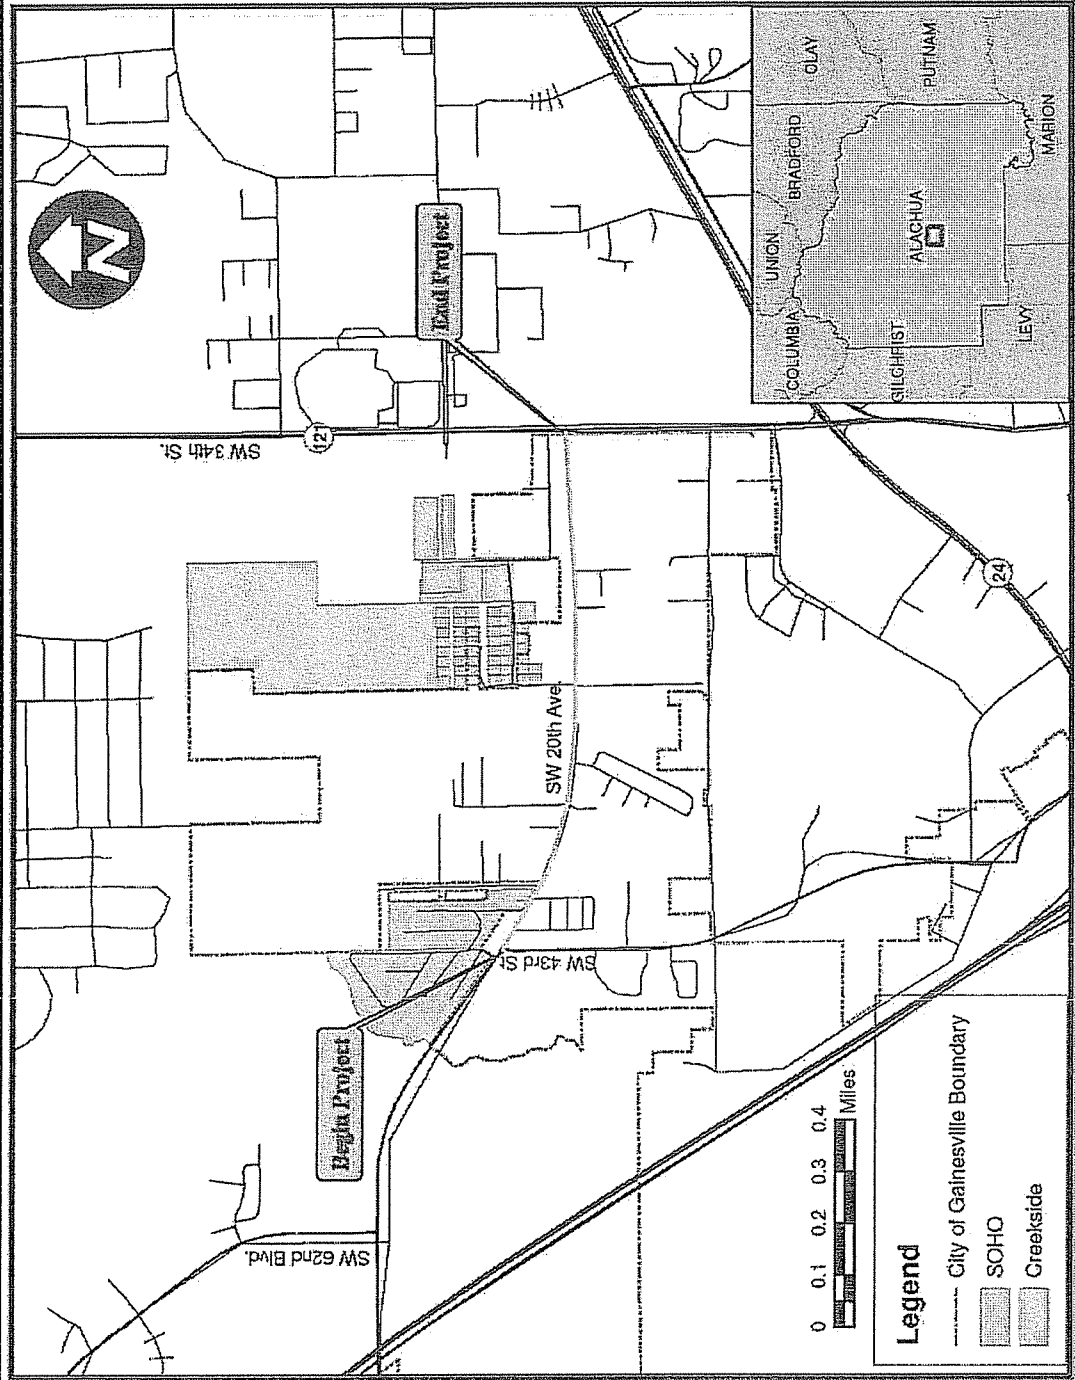 N
End Project
Begin Project
SW 34th St.
121
SW 20th Ave.
SW 43rd St
SW 62nd Blvd.
24
COLUMBIA
UNION
BRADFORD
CLAY
PUTNAM
GILCHRIST
ALACHUA
LEVY
MARION
0 0.1 0.2 0.3 0.4
Miles
Legend
City of Gainesville Boundary
SOHO
Creekside